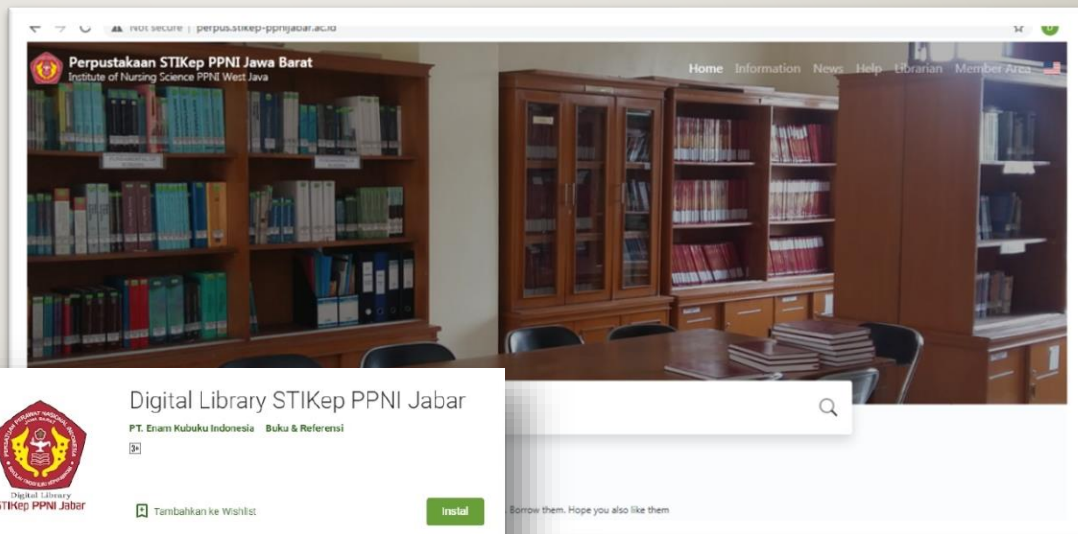 Not secure | perpus.stikep-ppnijabar.ac.id
Perpustakaan STIKep PPNI Jawa Barat
Institute of Nursing Science PPNI West Java
Home Information News Help Librarian Member Area
Digital Library STIKep PPNI Jabar
PT. Enam Kubuku Indonesia Buku & Referensi
3+
Digital Library
STIKep PPNI Jabar
Tambahkan ke Wishlist
Instal
Borrow them. Hope you also like them